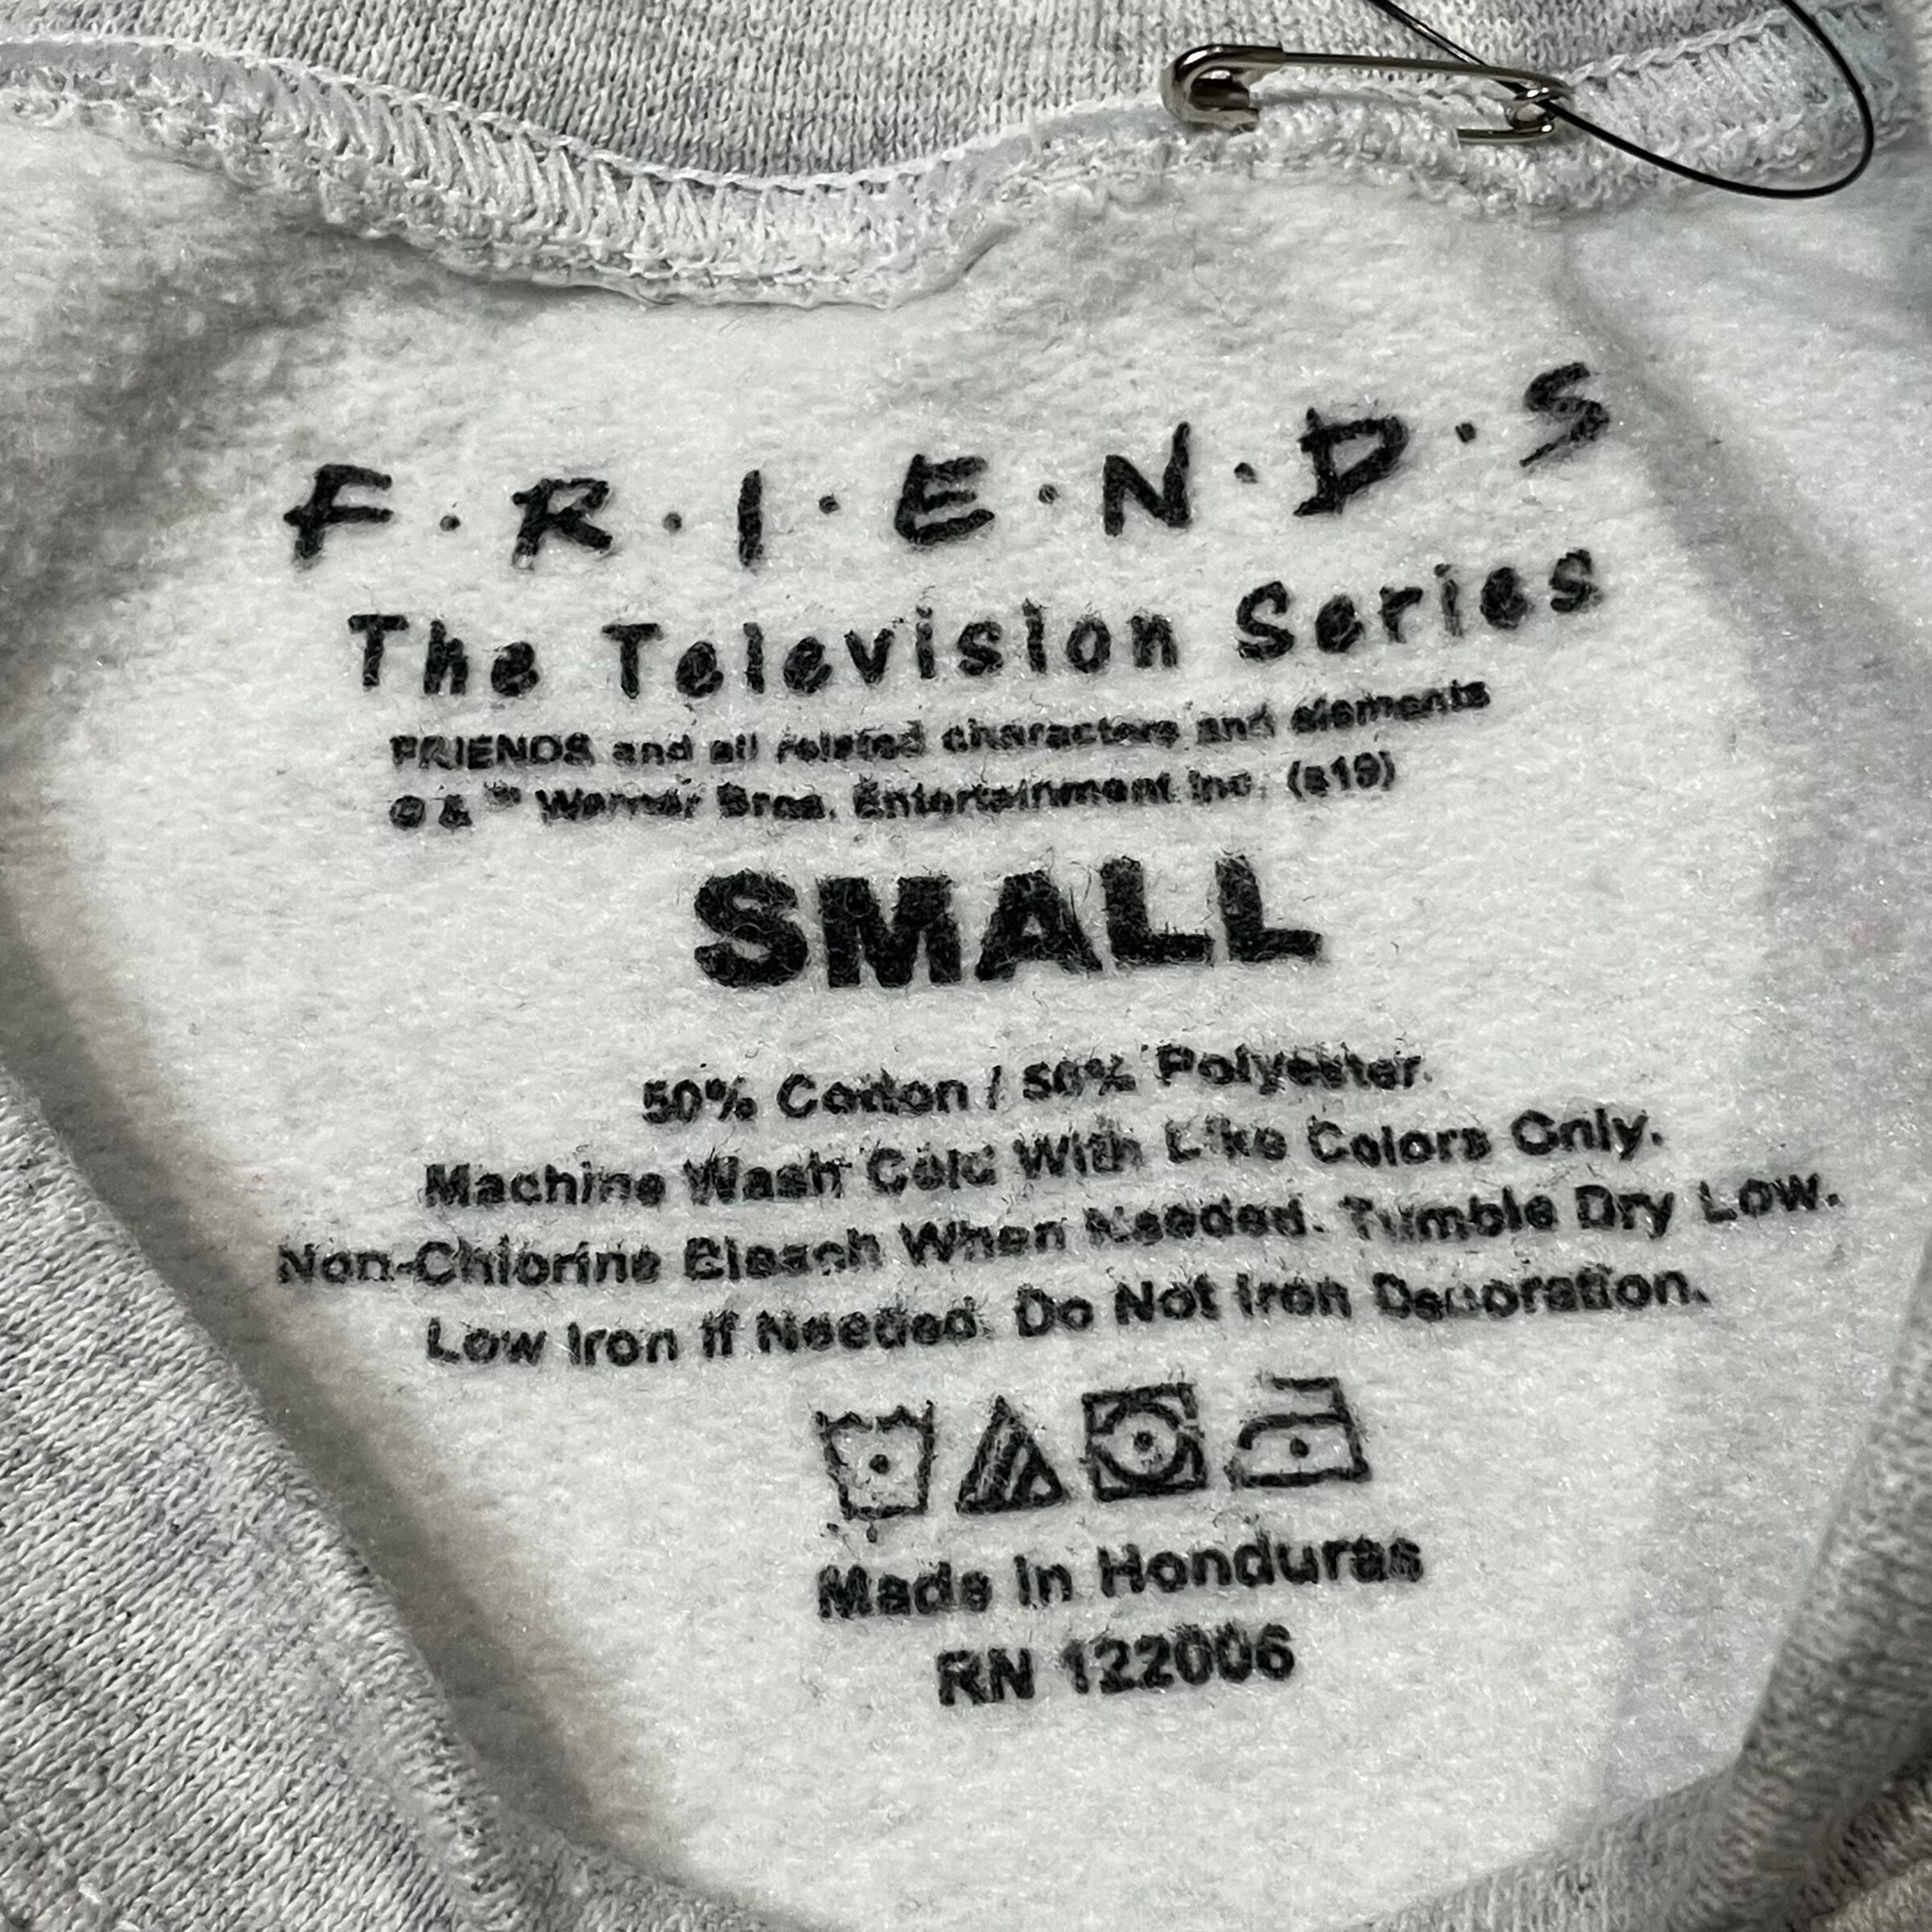 F·R·I·E·N·D·S
The Television Series
FRIENDS and all related characters and elements
© & ™ Warner Bros. Entertainment Inc. (s19)
SMALL
50% Cotton / 50% Polyester.
Machine Wash Cold With Like Colors Only.
Non-Chlorine Bleach When Needed. Tumble Dry Low.
Low Iron If Needed. Do Not Iron Decoration.
Made In Honduras
RN 122006